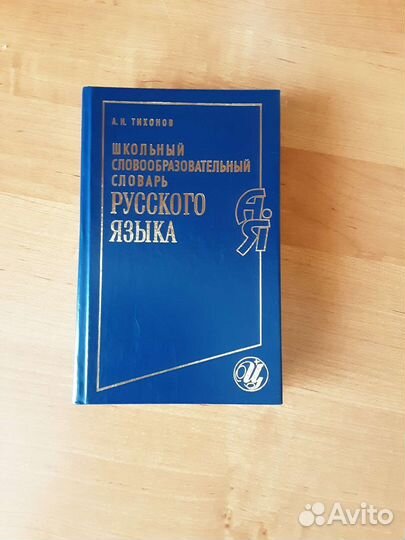 А. Н. ТИХОНОВ
ШКОЛЬНЫЙ
СЛОВООБРАЗОВАТЕЛЬНЫЙ
СЛОВАРЬ
РУССКОГО
ЯЗЫКА
А.
Я
Avito